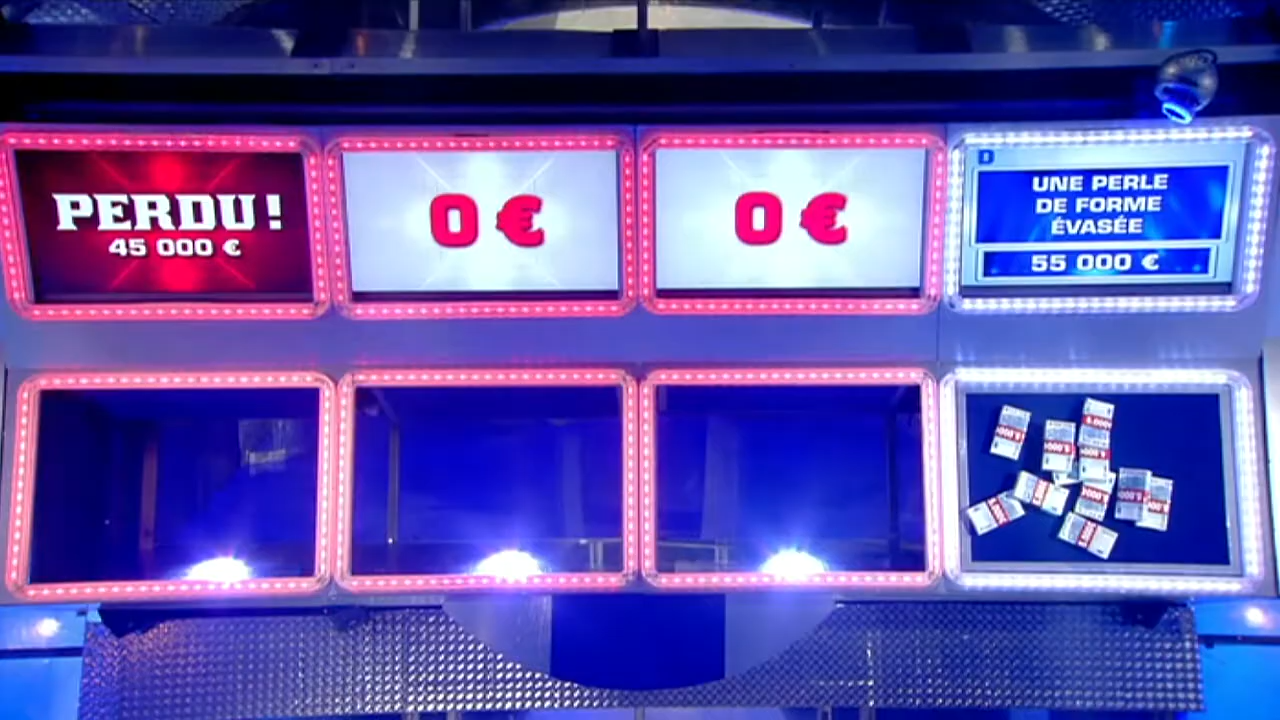 PERDU!
45 000 €
0 €
0 €
D
UNE PERLE
DE FORME
ÉVASÉE
55 000 €